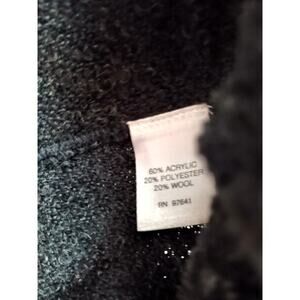 60% ACRYLIC
20% POLYESTER
20% WOOL
RN 97641